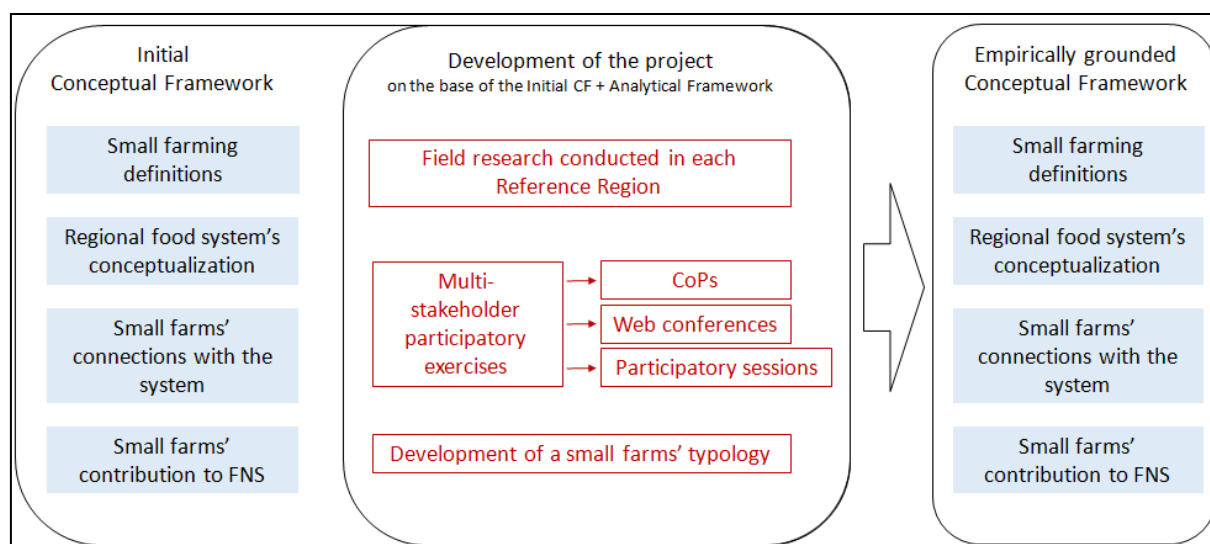 Initial
Conceptual Framework
Small farming
definitions
Regional food system's
conceptualization
Small farms'
connections with the
system
Small farms'
contribution to FNS
Development of the project
on the base of the Initial CF + Analytical Framework
Field research conducted in each
Reference Region
Multi-
stakeholder
participatory
exercises
CoPs
Web conferences
Participatory sessions
Development of a small farms' typology
Empirically grounded
Conceptual Framework
Small farming
definitions
Regional food system's
conceptualization
Small farms'
connections with the
system
Small farms'
contribution to FNS